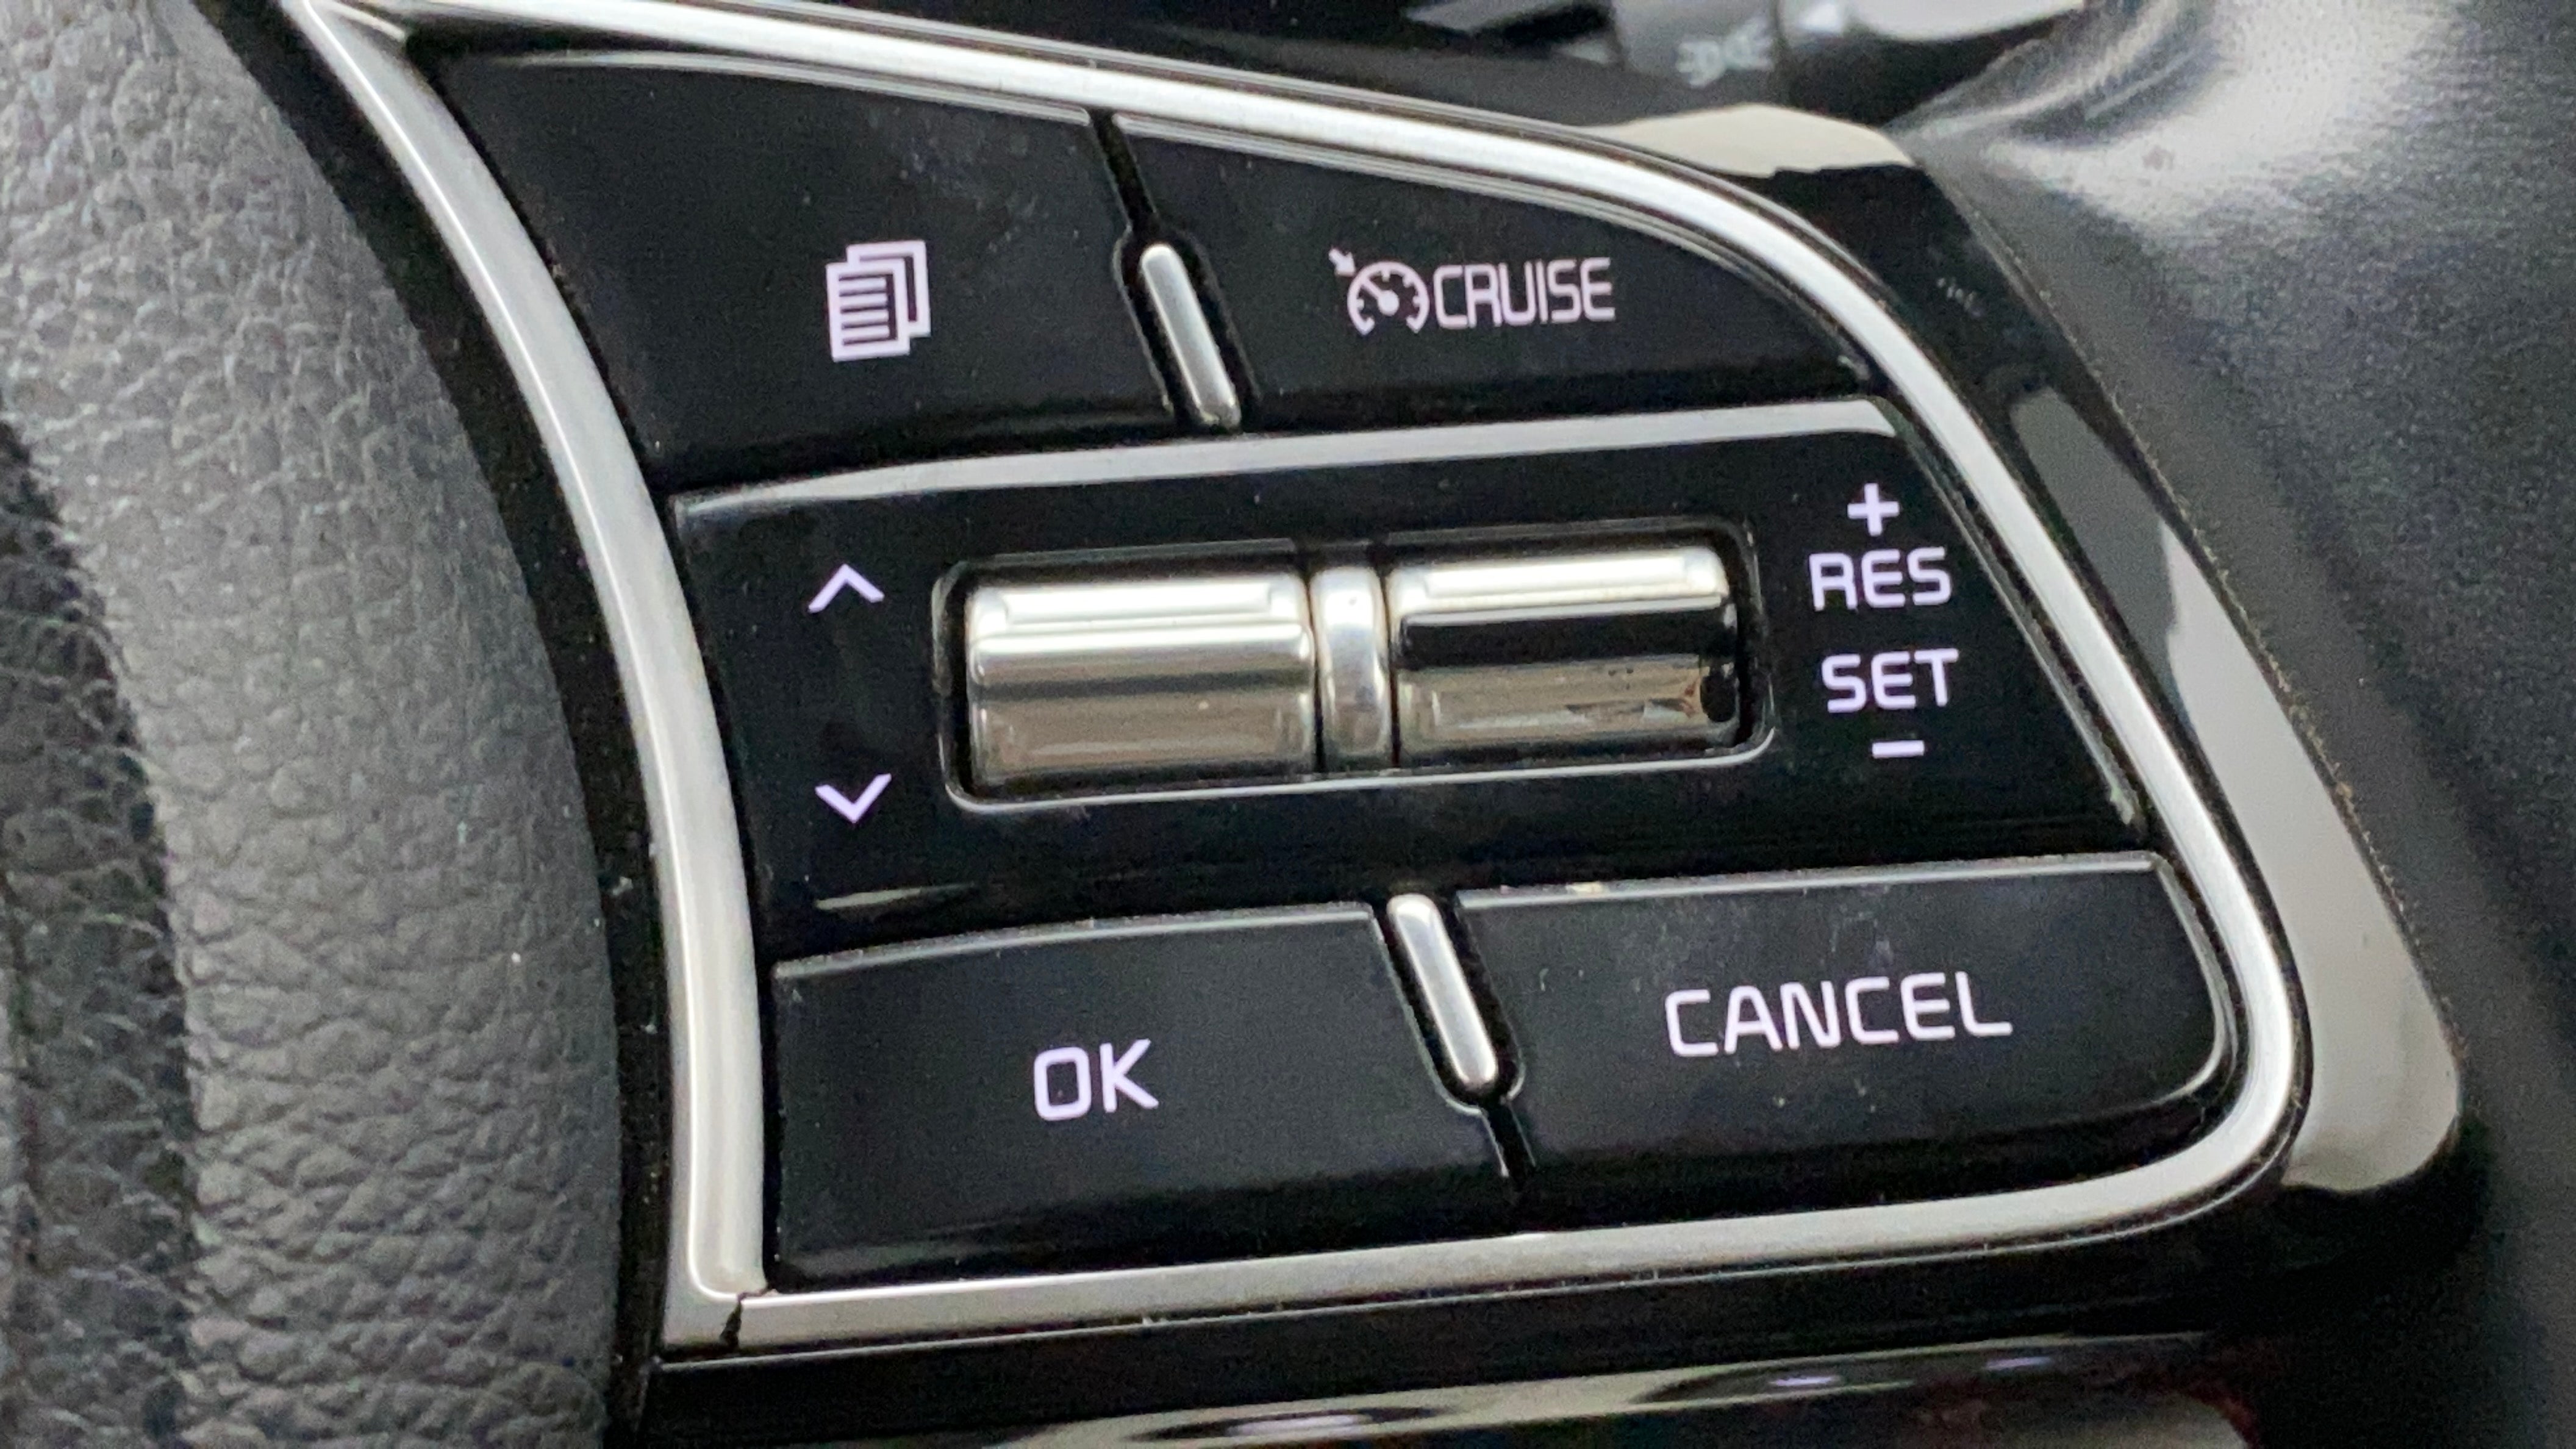 CRUISE
+
RES
SET
-
OK
CANCEL